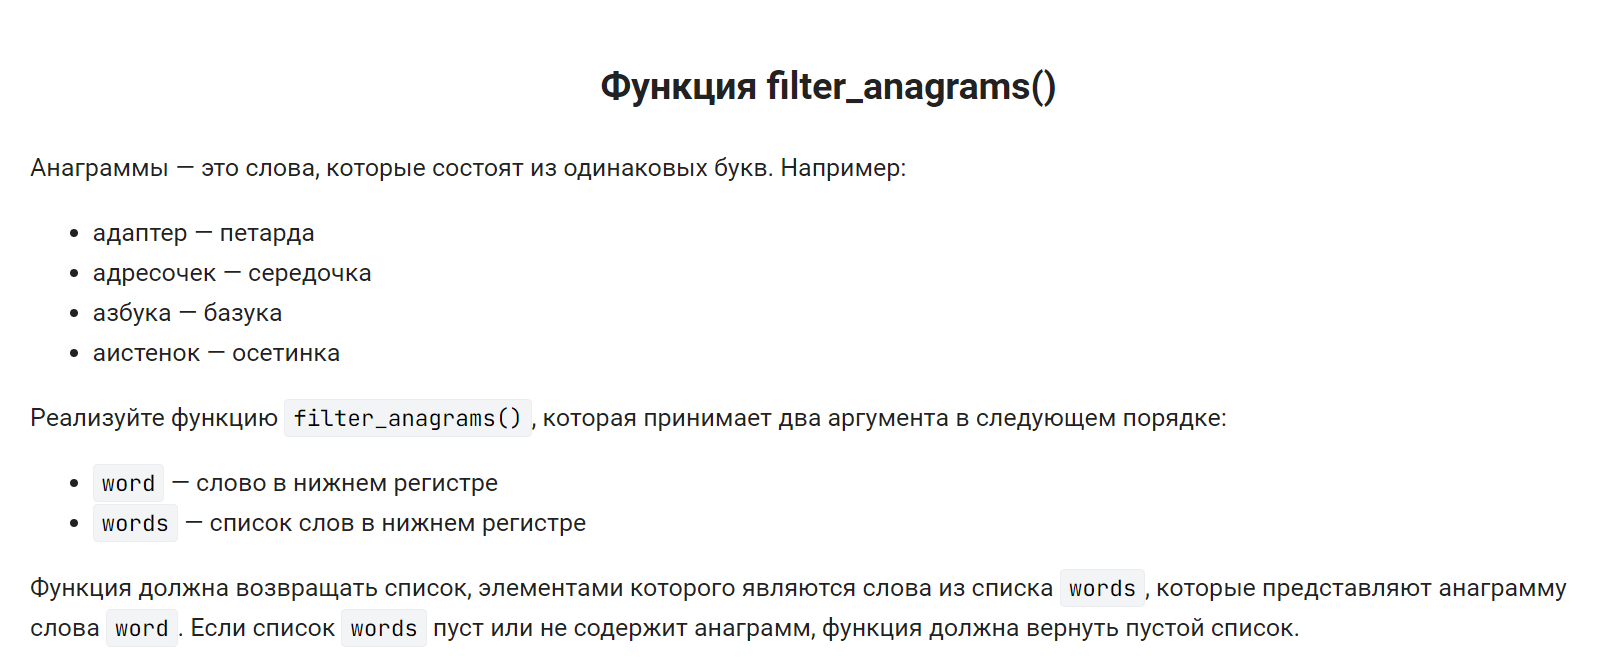 Функция filter_anagrams()
Анаграммы — это слова, которые состоят из одинаковых букв. Например:
• адаптер — петарда
• адресочек — середочка
• азбука — базука
• аистенок — осетинка
Реализуйте функцию filter_anagrams(), которая принимает два аргумента в следующем порядке:
• word — слово в нижнем регистре
• words — список слов в нижнем регистре
Функция должна возвращать список, элементами которого являются слова из списка words, которые представляют анаграмму
слова word. Если список words пуст или не содержит анаграмм, функция должна вернуть пустой список.